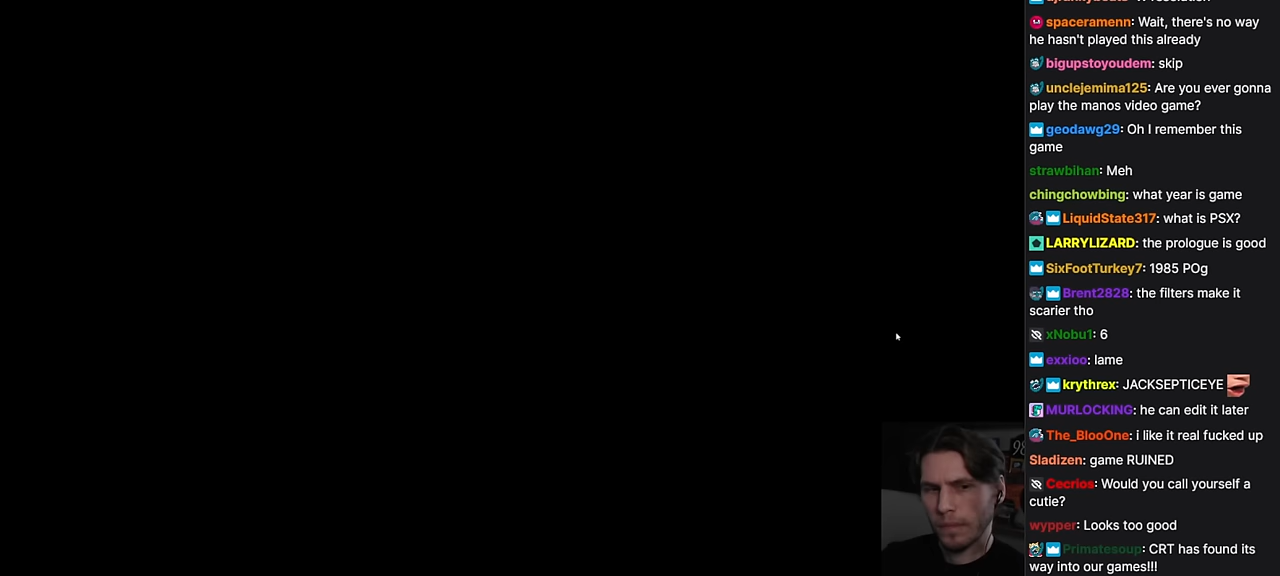 spaceramenn: Wait, there's no way
he hasn't played this already
bigupstoyoudem: skip
unclejemima125: Are you ever gonna
play the manos video game?
geodawg29: Oh I remember this
game
strawbihan: Meh
chingchowbing: what year is game
LiquidState317: what is PSX?
LARRYLIZARD: the prologue is good
SixFootTurkey7: 1985 POg
Brent2828: the filters make it
scarier tho
xNobu1: 6
exxioo: lame
krythrex: JACKSEPTICEYE
MURLOCKING: he can edit it later
The_BlooOne: i like it real fucked up
Sladizen: game RUINED
Cecrios: Would you call yourself a
cutie?
wypper: Looks too good
Primatesoup: CRT has found its
way into our games!!!
98